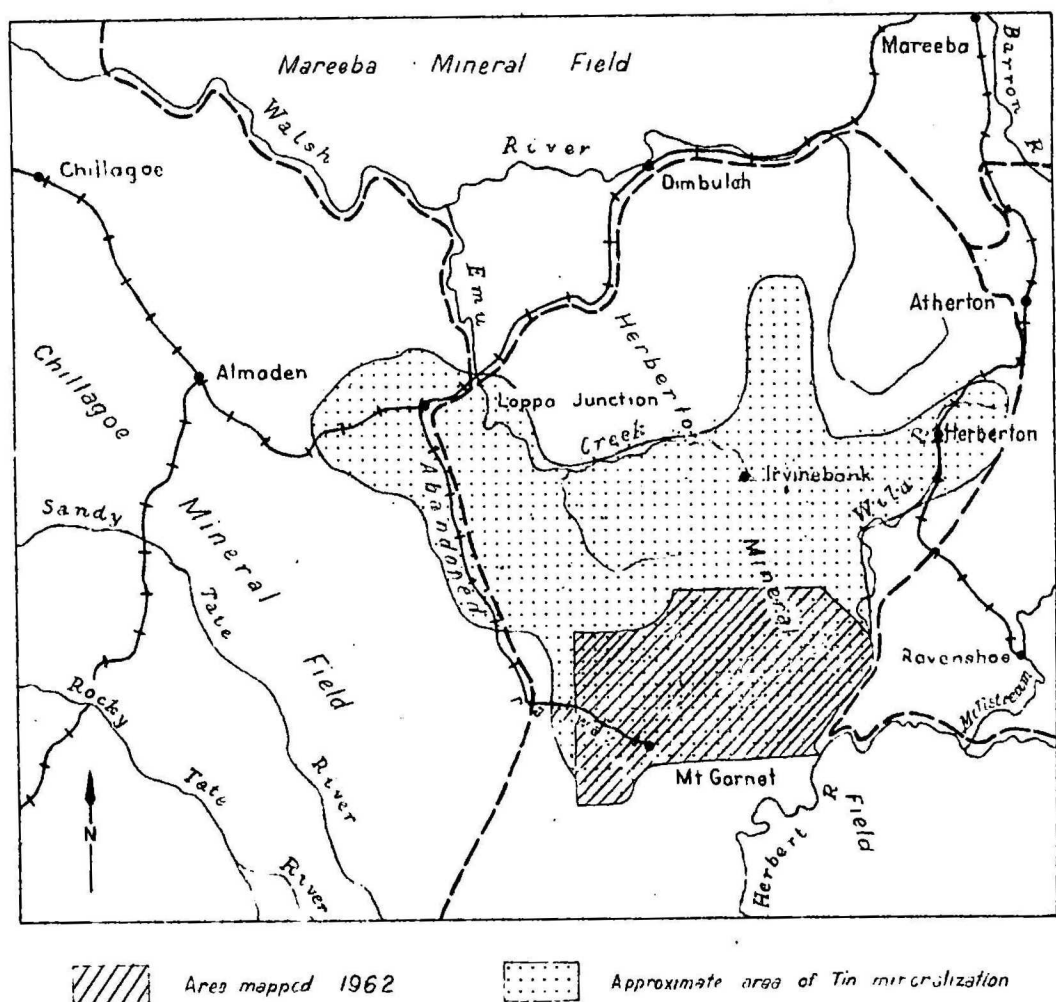 Mareeba Mineral Field
Mareeba
Barron R
Walsh River
Chillagoe
Dimbulah
Emu Creek
Atherton
Herberton Mineral Field
Chillagoe Mineral Field
Almaden
Lappa Junction
Herberton
Irvinebank
Wild R
Abandoned
Sandy Tate River
Ravenshoe
Millstream
Rocky Tate River
Mt Garnet
Herbert R
N
Area mapped 1962
Approximate area of Tin mineralization